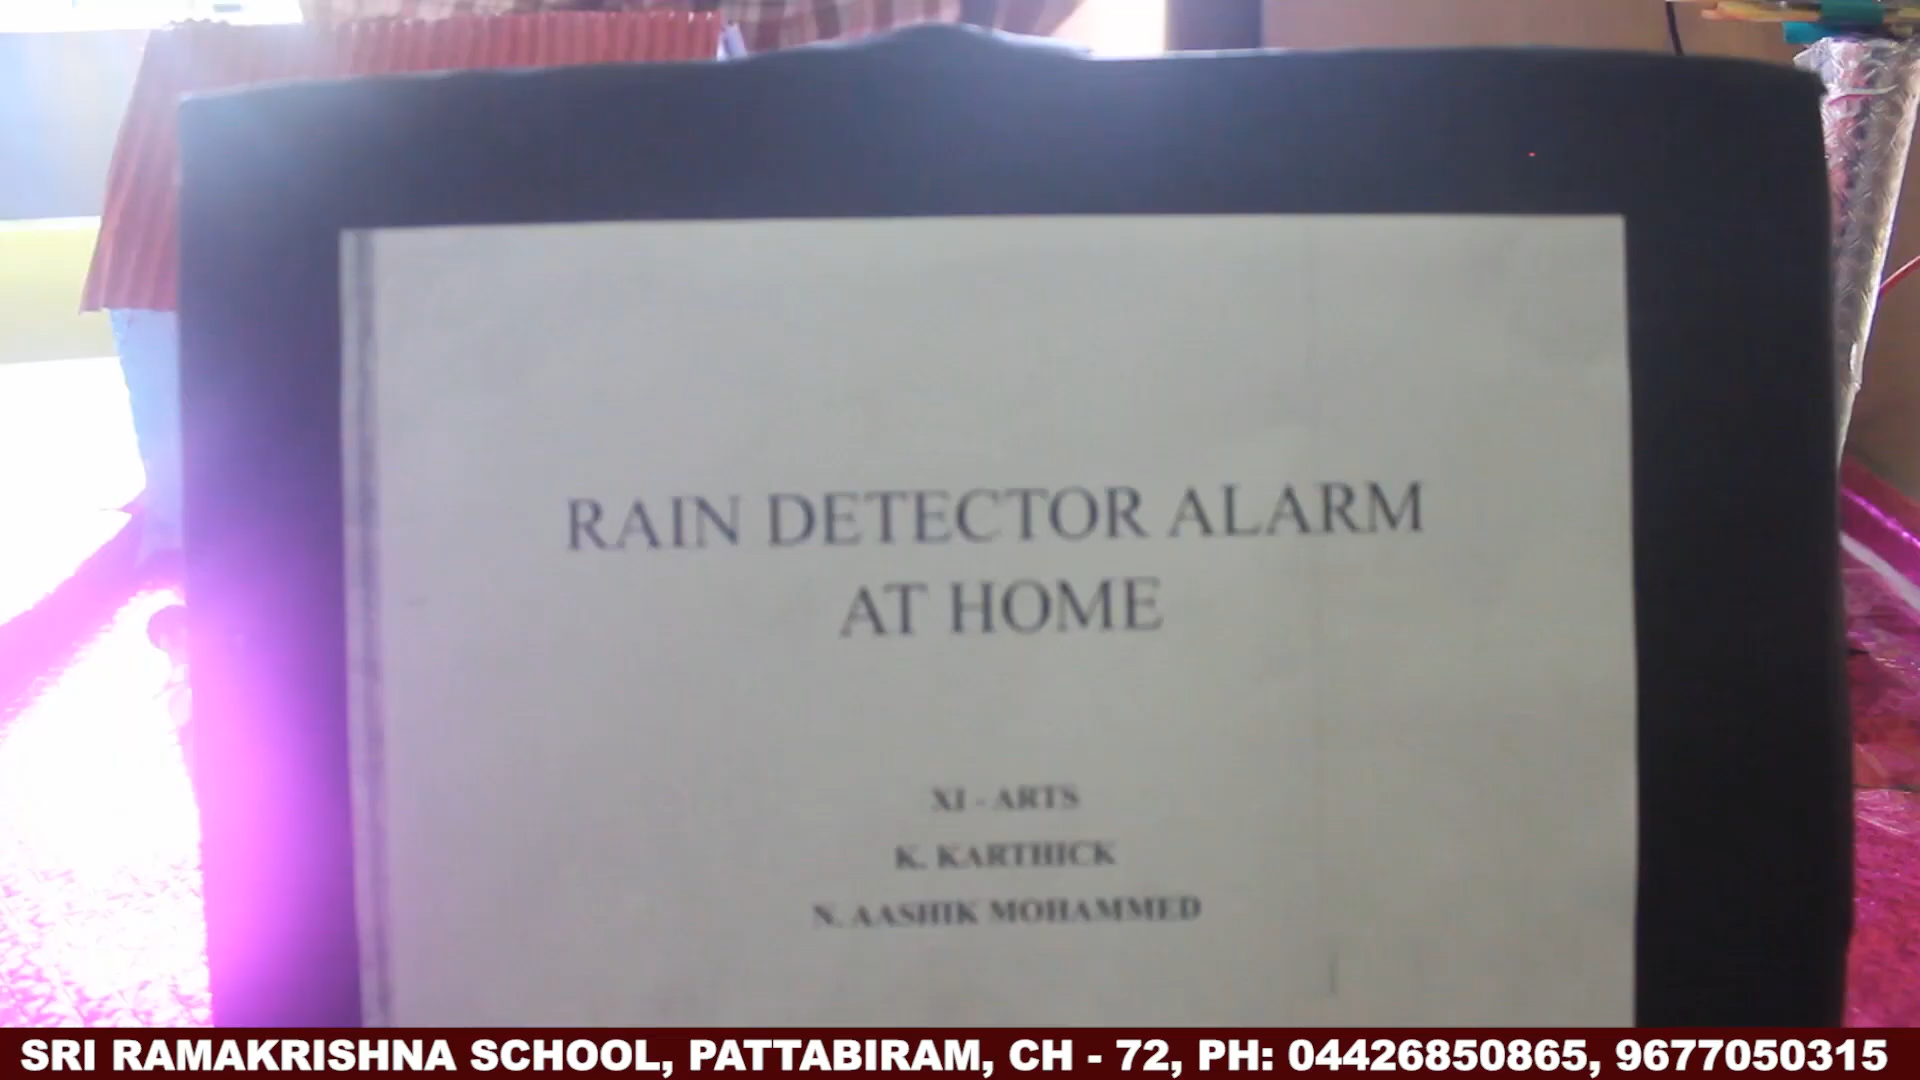 RAIN DETECTOR ALARM
AT HOME
XI - ARTS
K. KARTHICK
N. AASHIK MOHAMMED
SRI RAMAKRISHNA SCHOOL, PATTABIRAM, CH - 72, PH: 04426850865, 9677050315